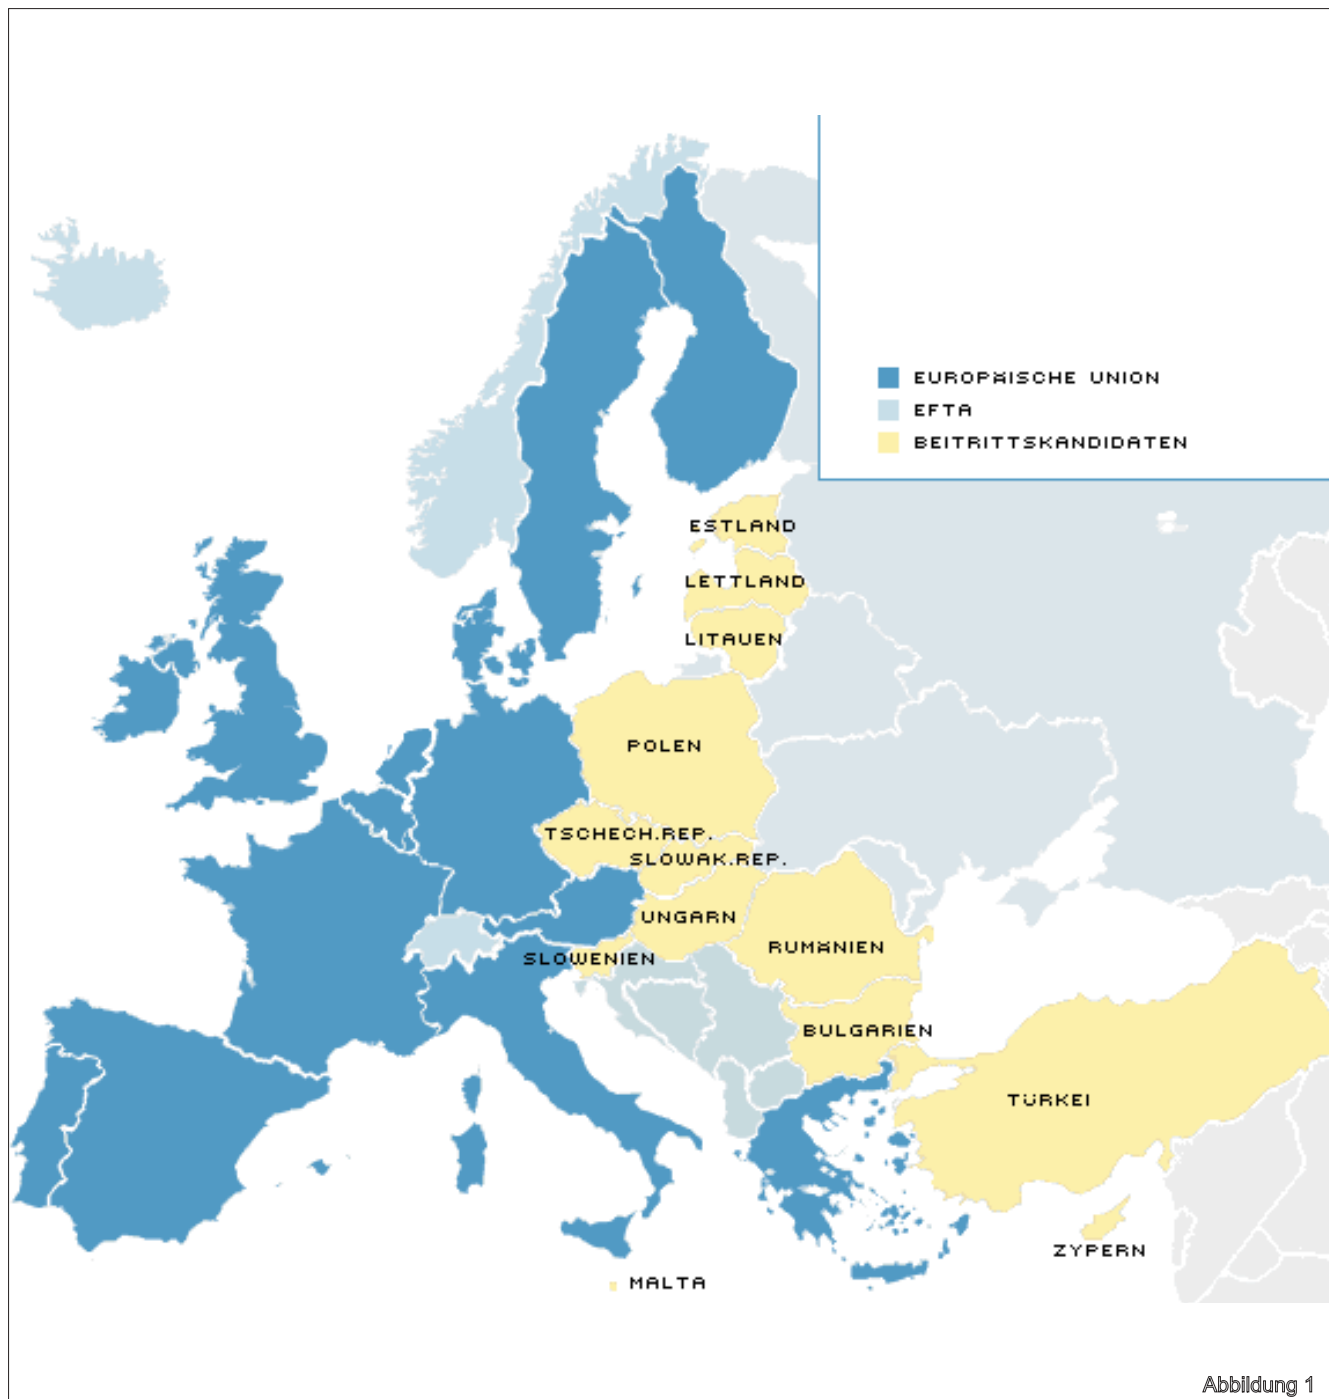 EUROPÄISCHE UNION
EFTA
BEITRITTSKANDIDATEN
ESTLAND
LETTLAND
LITAUEN
POLEN
TSCHECH.REP.
SLOWAK.REP.
UNGARN
RUMÄNIEN
SLOWENIEN
BULGARIEN
TÜRKEI
ZYPERN
MALTA
Abbildung 1